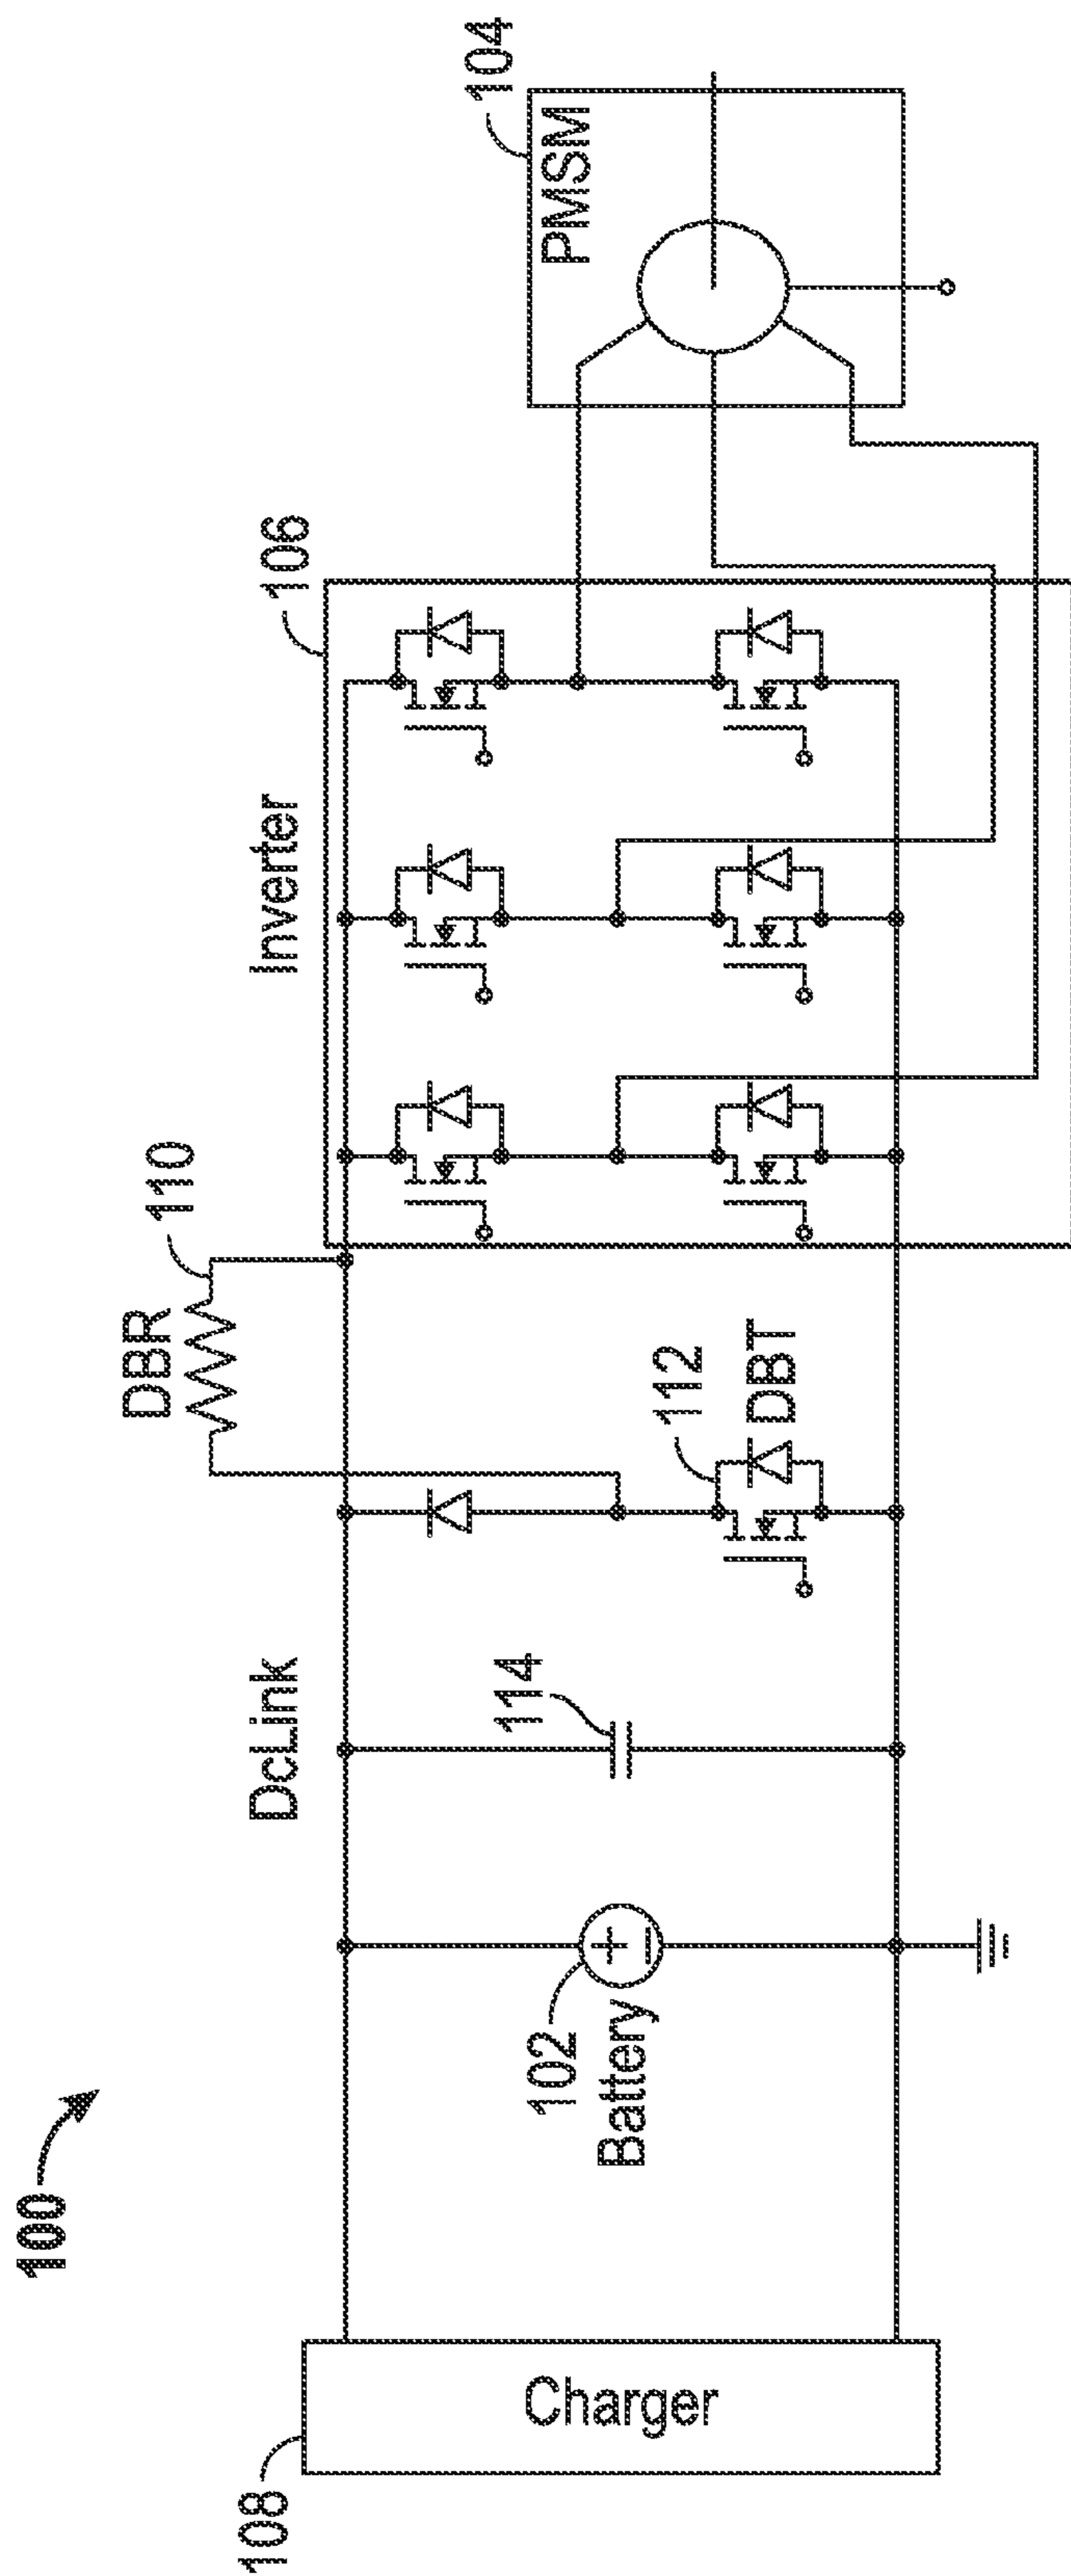 100
108
Charger
102
Battery
DcLink
114
DBR
110
112
DBT
Inverter
106
104
PMSM